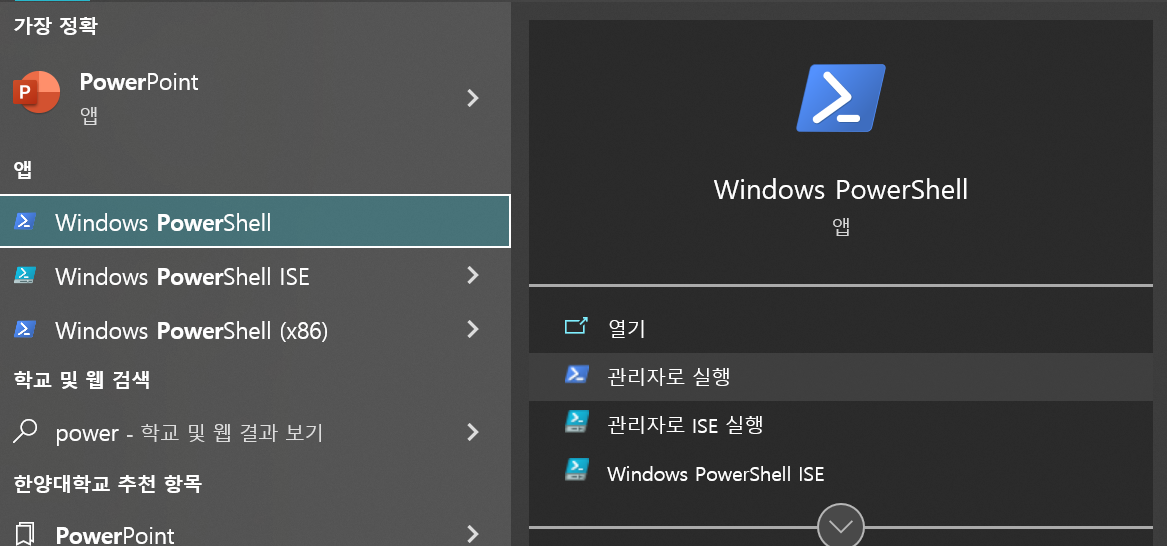 가장 정확
PowerPoint
앱
앱
Windows PowerShell
Windows PowerShell ISE
Windows PowerShell (x86)
학교 및 웹 검색
power - 학교 및 웹 결과 보기
한양대학교 추천 항목
PowerPoint
Windows PowerShell
앱
열기
관리자로 실행
관리자로 ISE 실행
Windows PowerShell ISE